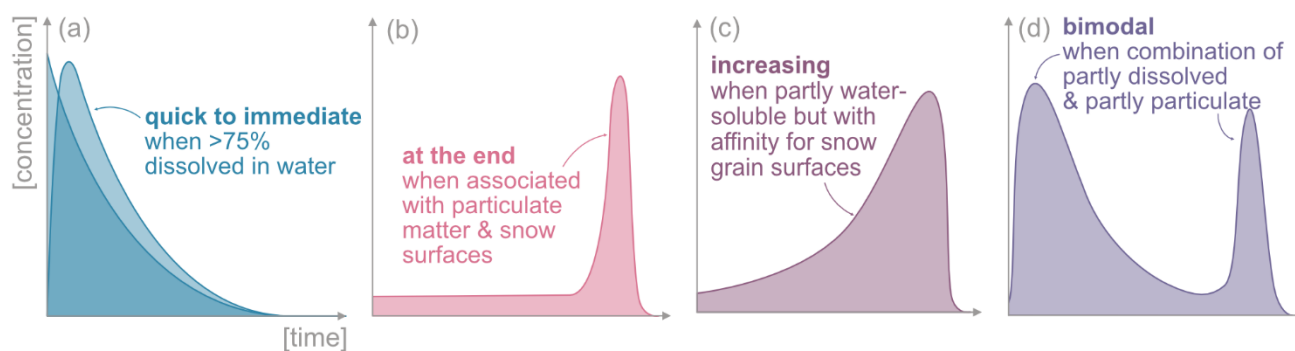 [concentration]
(a)
quick to immediate
when >75%
dissolved in water
[time]
(b)
at the end
when associated
with particulate
matter & snow
surfaces
(c)
increasing
when partly water-
soluble but with
affinity for snow
grain surfaces
(d)
bimodal
when combination of
partly dissolved
& partly particulate